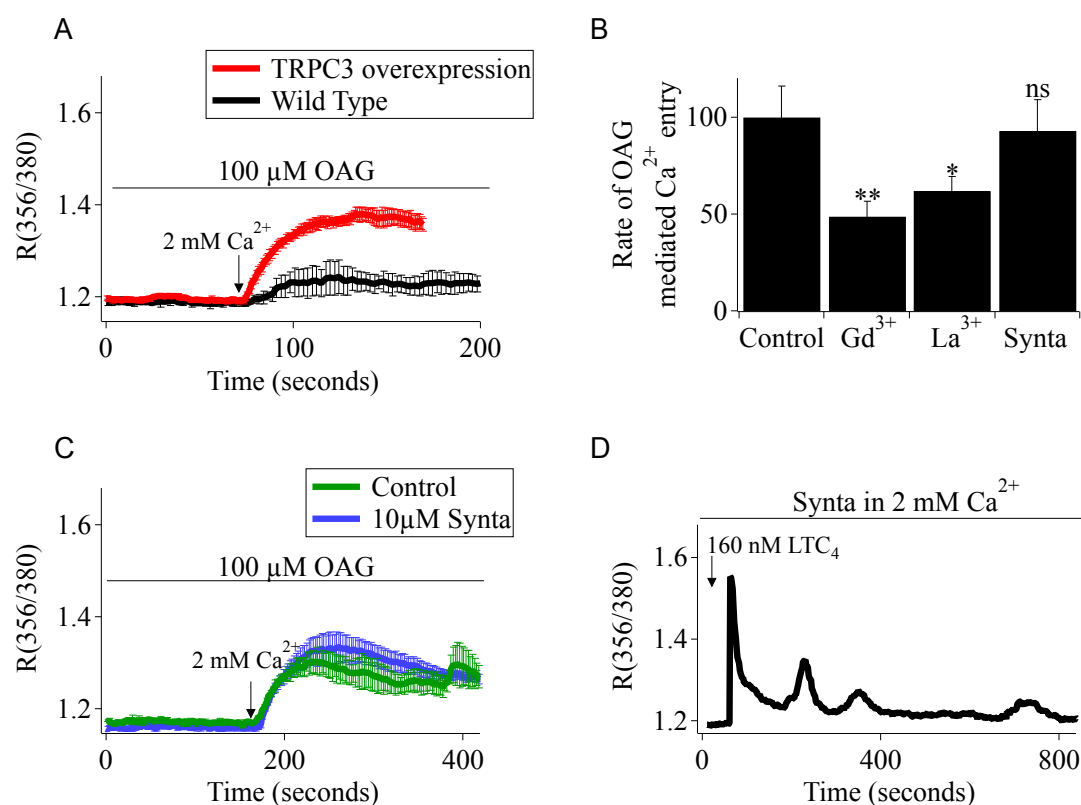 A
TRPC3 overexpression
Wild Type
1.6
1.4
1.2
R(356/380)
100 µM OAG
2 mM Ca²⁺
0
100
200
Time (seconds)
B
Rate of OAG
mediated Ca²⁺ entry
100
50
0
**
*
ns
Control
Gd³⁺
La³⁺
Synta
C
Control
10µM Synta
1.6
1.4
1.2
R(356/380)
100 µM OAG
2 mM Ca²⁺
0
200
400
Time (seconds)
D
Synta in 2 mM Ca²⁺
160 nM LTC₄
1.6
1.4
1.2
R(356/380)
0
400
800
Time (seconds)